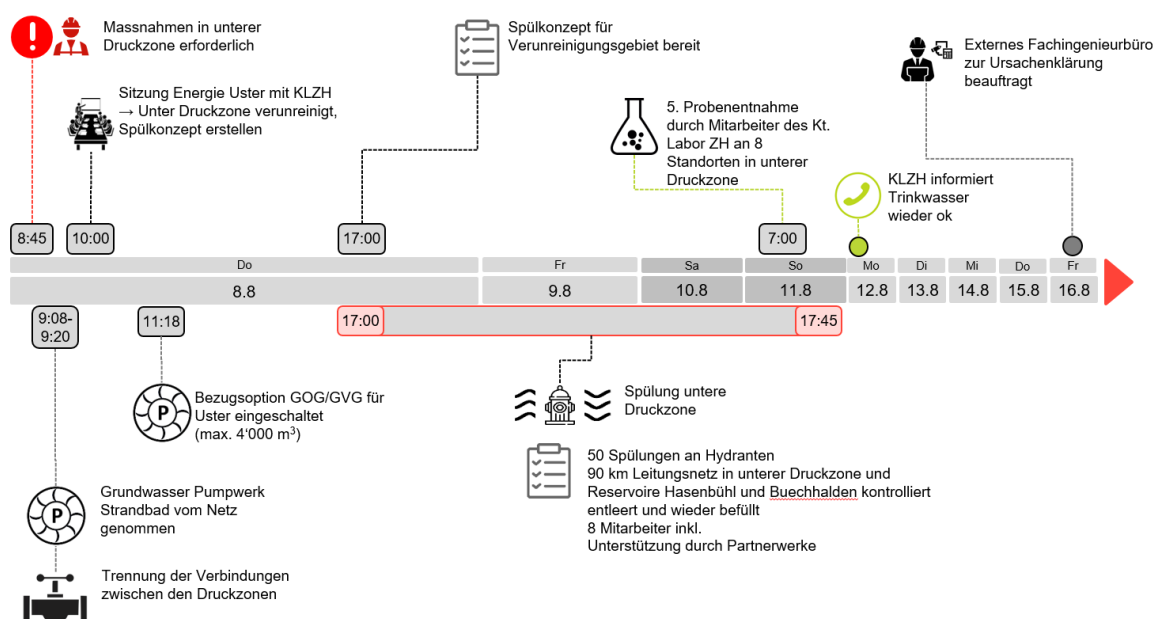 Massnahmen in unterer
Druckzone erforderlich
Sitzung Energie Uster mit KLZH
→ Unter Druckzone verunreinigt,
Spülkonzept erstellen
Spülkonzept für
Verunreinigungsgebiet bereit
5. Probenentnahme
durch Mitarbeiter des Kt.
Labor ZH an 8
Standorten in unterer
Druckzone
Externes Fachingenieurbüro
zur Ursachenklärung
beauftragt
KLZH informiert
Trinkwasser
wieder ok
8:45
10:00
17:00
7:00
Do
Fr
Sa
So
Mo
Di
Mi
Do
Fr
8.8
9.8
10.8
11.8
12.8
13.8
14.8
15.8
16.8
9:08-
9:20
11:18
17:00
17:45
P
Bezugsoption GOG/GVG für
Uster eingeschaltet
(max. 4‘000 m³)
Spülung untere
Druckzone
50 Spülungen an Hydranten
90 km Leitungsnetz in unterer Druckzone und
Reservoire Hasenbühl und Buechhalden kontrolliert
entleert und wieder befüllt
8 Mitarbeiter inkl.
Unterstützung durch Partnerwerke
P
Grundwasser Pumpwerk
Strandbad vom Netz
genommen
Trennung der Verbindungen
zwischen den Druckzonen